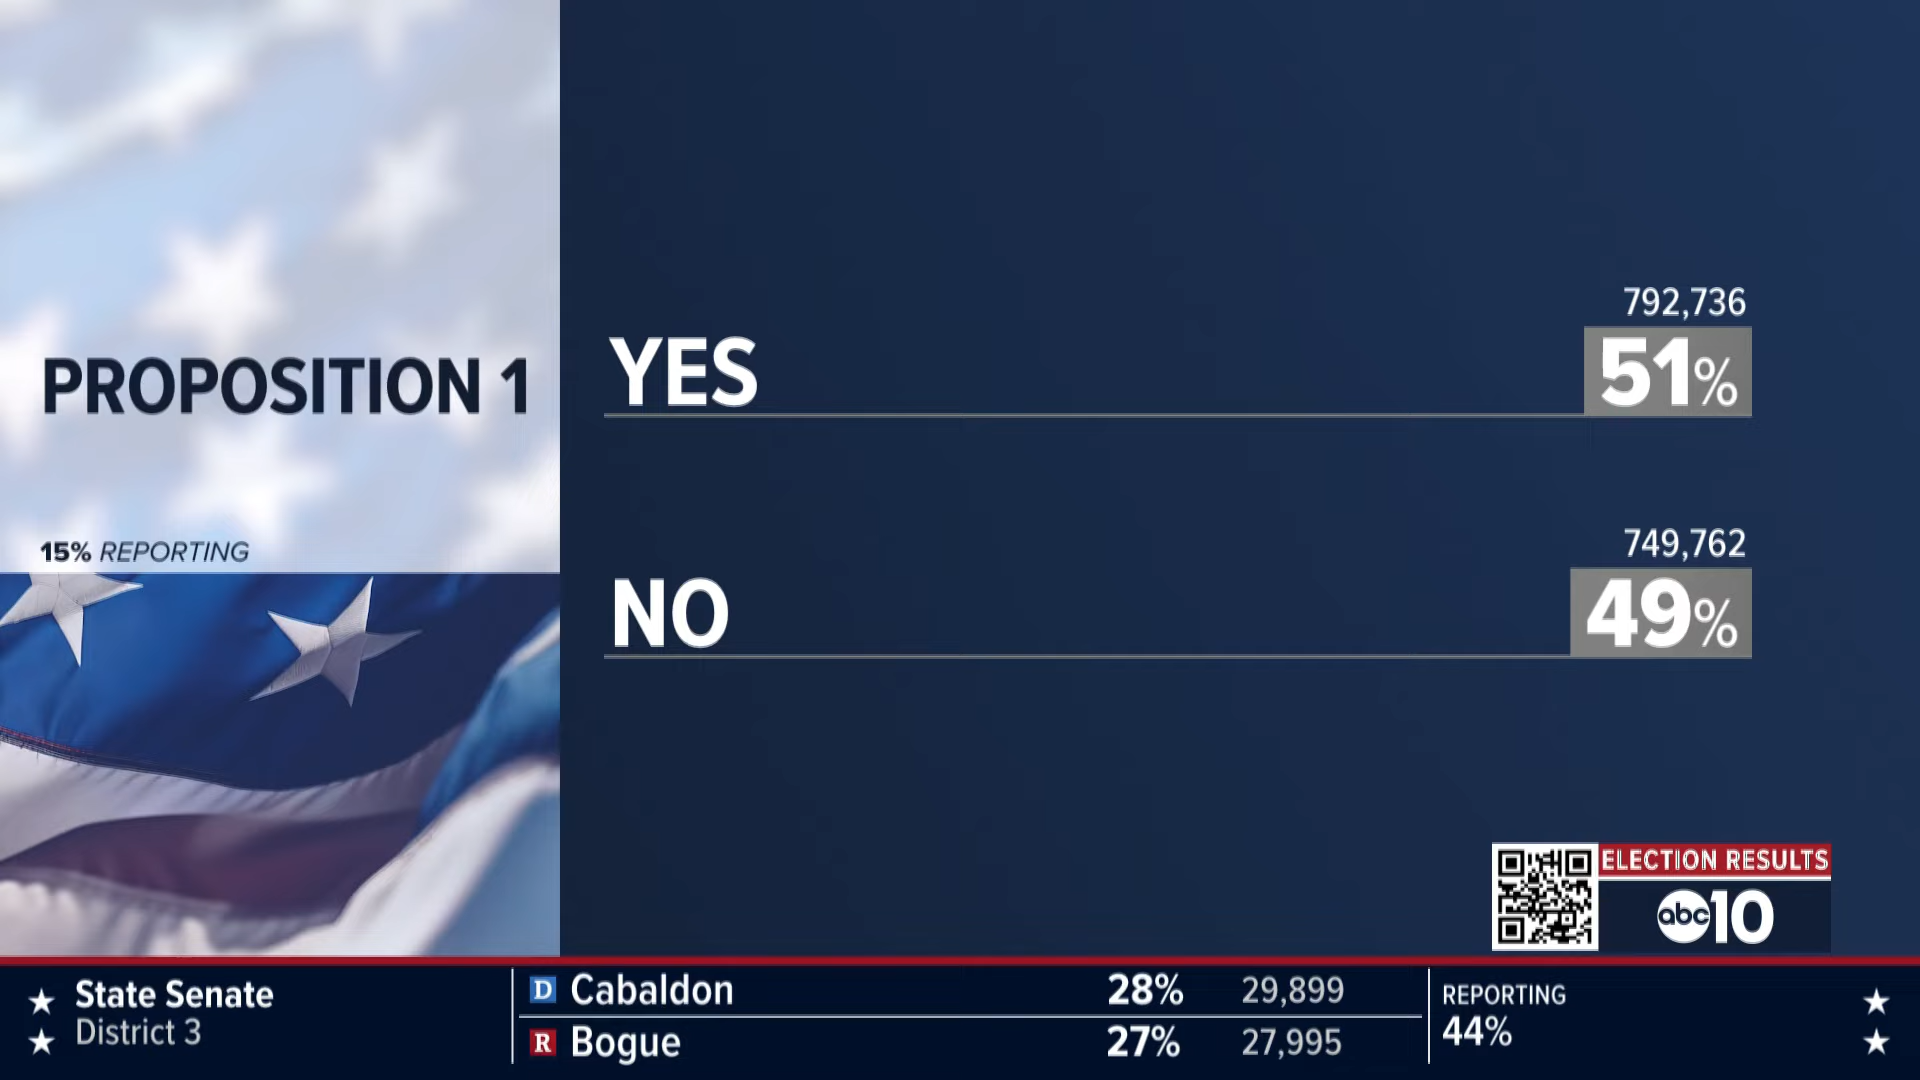 PROPOSITION 1
15% REPORTING
792,736
YES 51%
749,762
NO 49%
ELECTION RESULTS
abc10
State Senate
District 3
D Cabaldon 28% 29,899
R Bogue 27% 27,995
REPORTING
44%